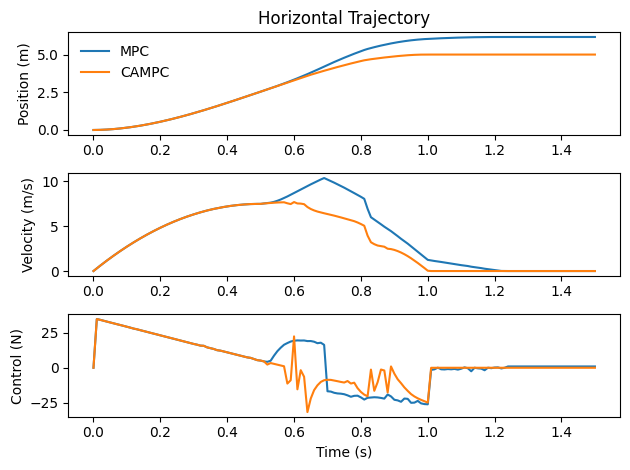 Horizontal Trajectory
Position (m)
5.0
2.5
0.0
MPC
CAMPC
0.0 0.2 0.4 0.6 0.8 1.0 1.2 1.4
Velocity (m/s)
10
5
0
0.0 0.2 0.4 0.6 0.8 1.0 1.2 1.4
Control (N)
25
0
−25
0.0 0.2 0.4 0.6 0.8 1.0 1.2 1.4
Time (s)